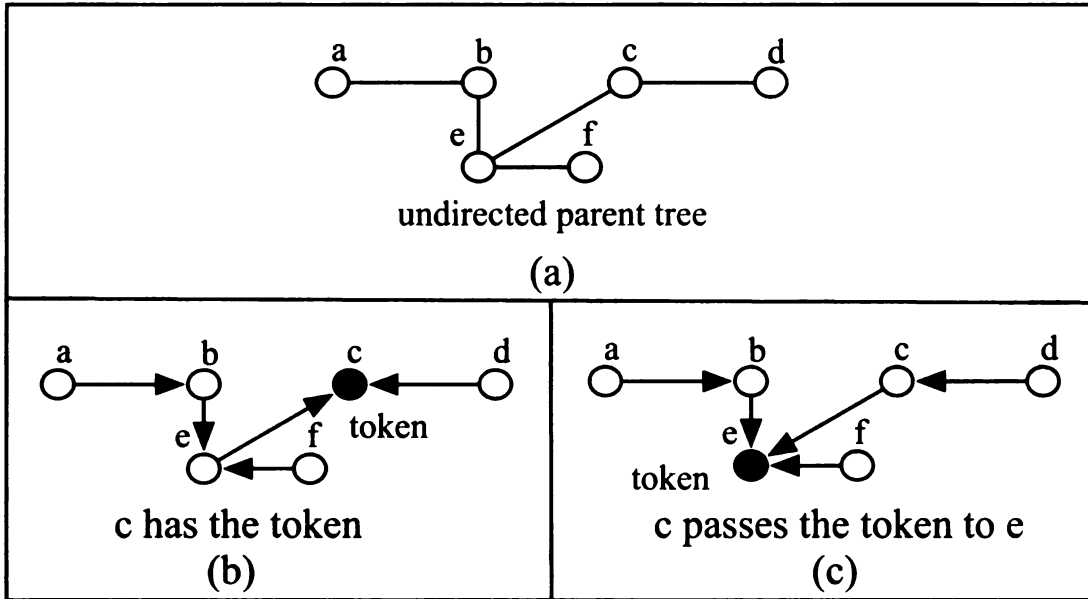 a b c d
e f
undirected parent tree
(a)
a b c d
e f token
c has the token
(b)
a b c d
e f
token
c passes the token to e
(c)